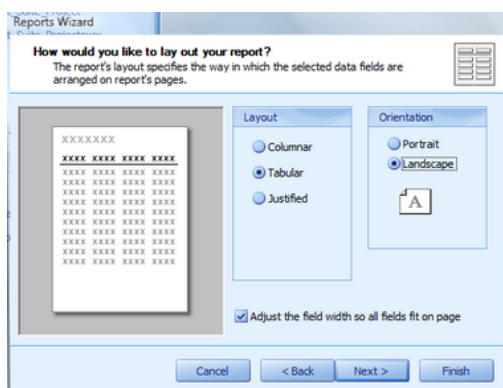 Reports Wizard
How would you like to lay out your report?
The report's layout specifies the way in which the selected data fields are
arranged on report's pages.
Layout
Columnar
Tabular
Justified
Orientation
Portrait
Landscape
A
XXXXXXX
XXXX XXXX XXXX XXXX
XXXX XXXX XXXX XXXX
XXXX XXXX XXXX XXXX
XXXX XXXX XXXX XXXX
XXXX XXXX XXXX XXXX
XXXX XXXX XXXX XXXX
XXXX XXXX XXXX XXXX
XXXX XXXX XXXX XXXX
XXXX XXXX XXXX XXXX
XXXX XXXX XXXX XXXX
Adjust the field width so all fields fit on page
Cancel
< Back
Next >
Finish